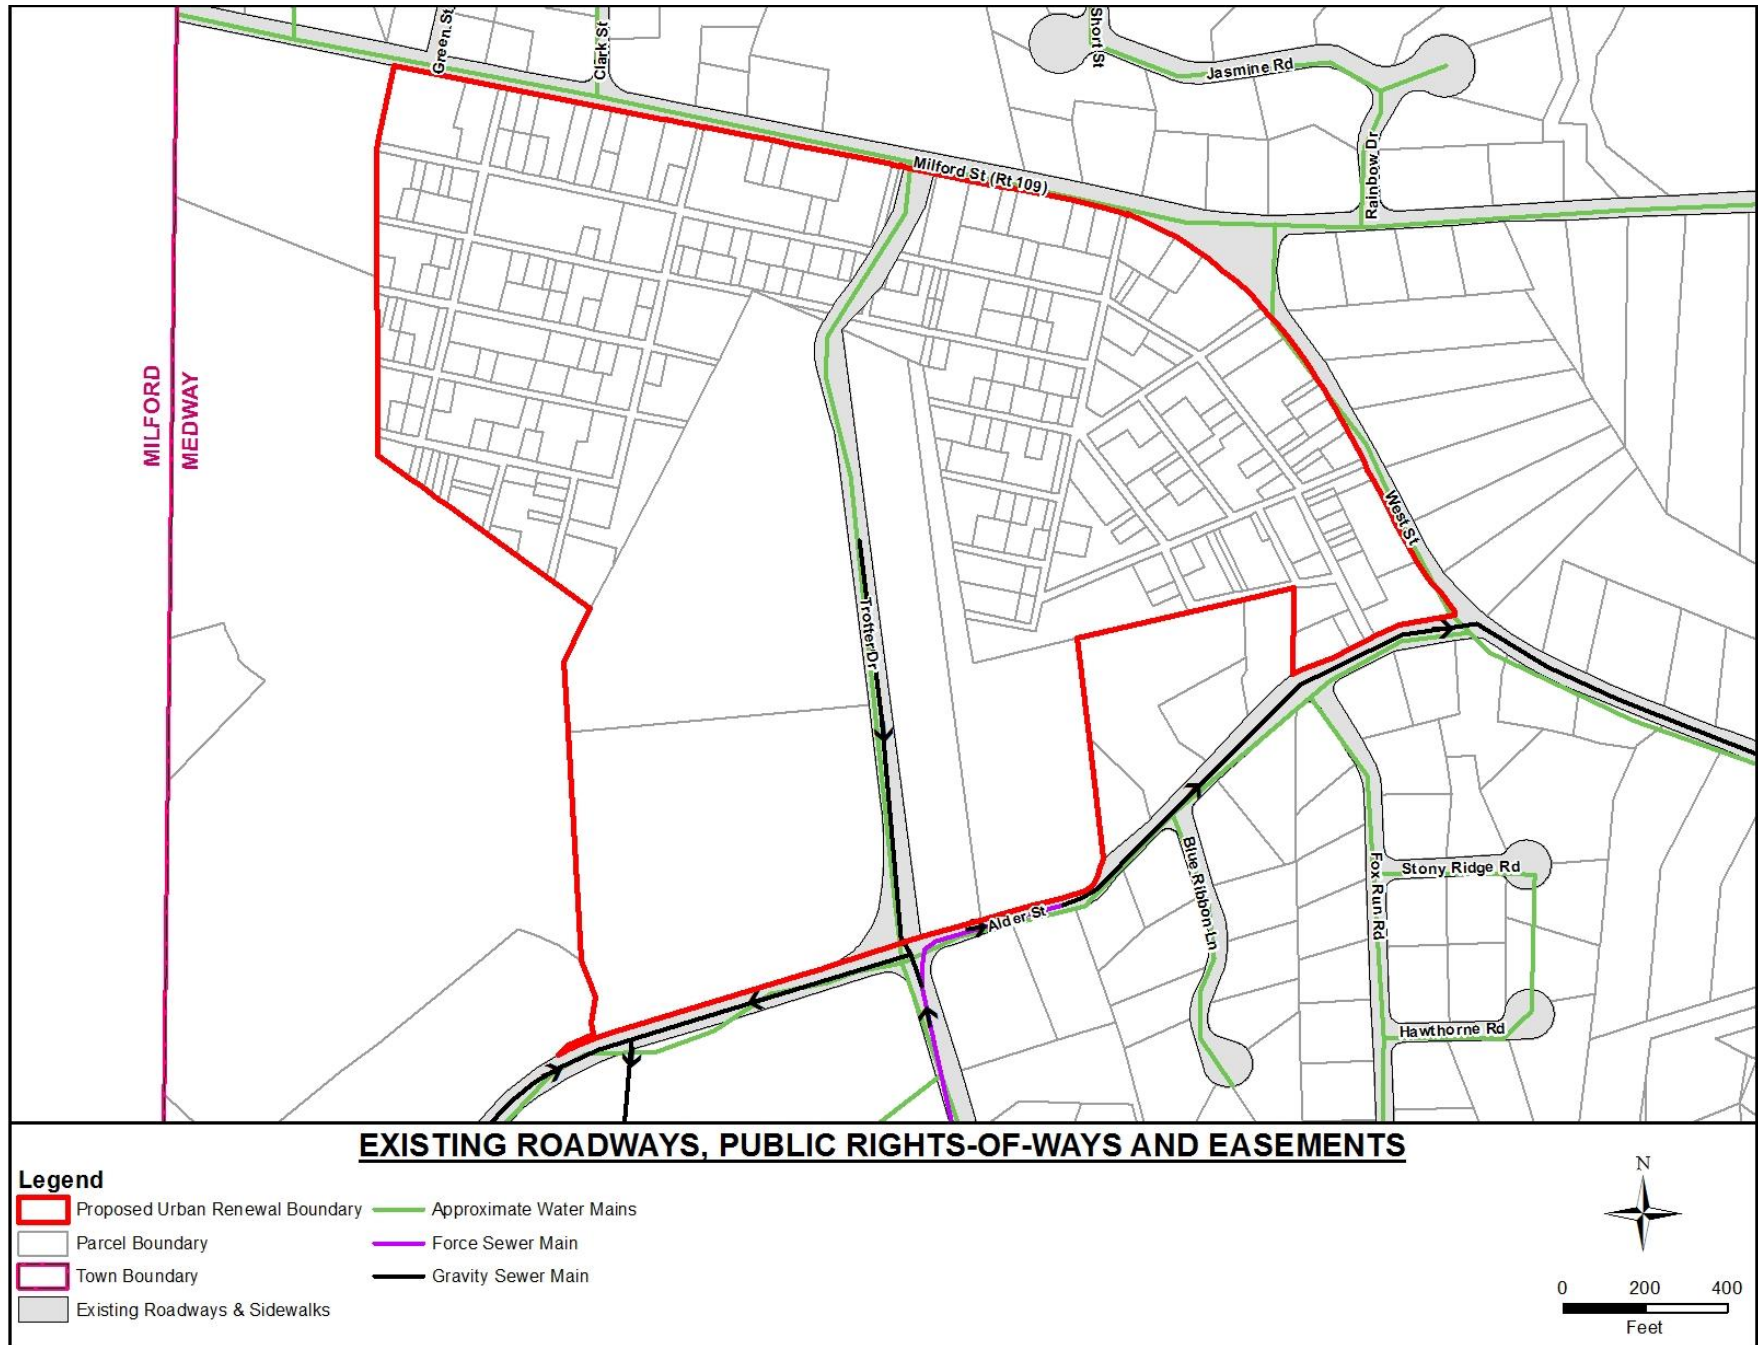 Green St
Clark St
Short St
Jasmine Rd
Rainbow Dr
Milford St (Rt 109)
MILFORD
MEDWAY
West St
Trotter Dr
Alder St
Blue Ribbon Ln
Fox Run Rd
Stony Ridge Rd
Hawthorne Rd
EXISTING ROADWAYS, PUBLIC RIGHTS-OF-WAYS AND EASEMENTS
Legend
Proposed Urban Renewal Boundary
Parcel Boundary
Town Boundary
Existing Roadways & Sidewalks
Approximate Water Mains
Force Sewer Main
Gravity Sewer Main
N
0 200 400
Feet